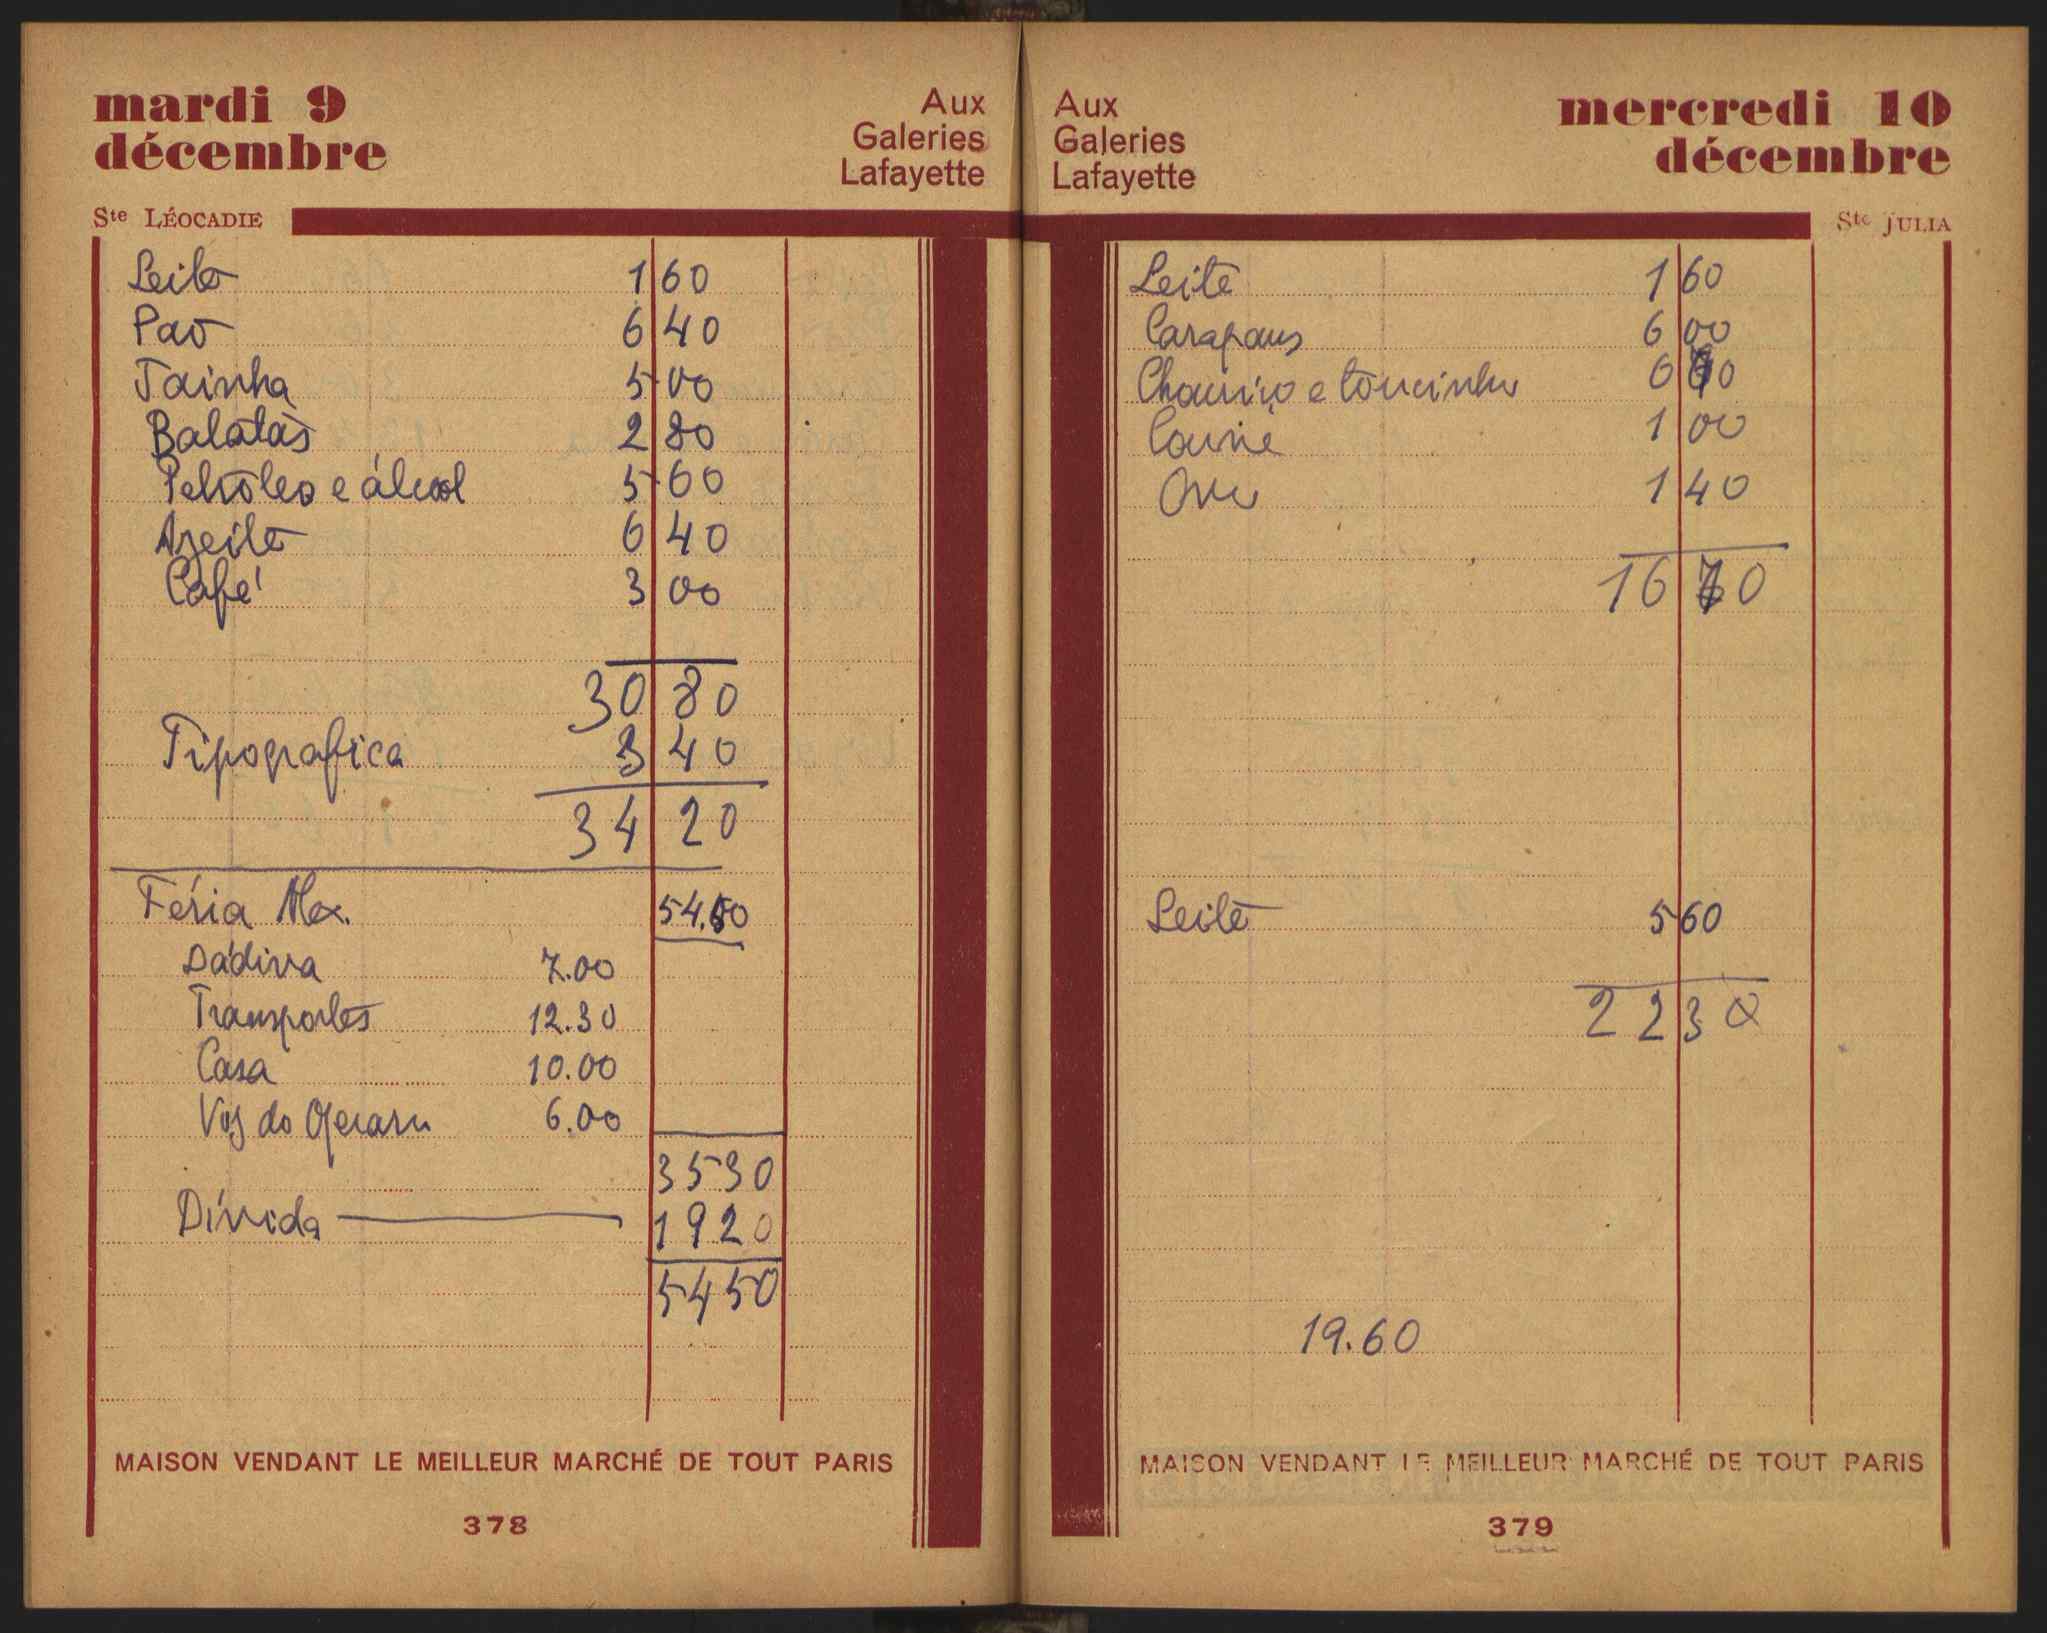 mardi 9
décembre
Aux
Galeries
Lafayette
Ste LÉOCADIE
Leite 1 60
Pão 6 40
Tainha 5 00
Batatas 2 80
Petróleo e álcool 5 60
Azeite 6 40
Café 3 00
30 80
Tipografica 3 40
34 20
Féria Alex. 54.50
Dádiva 7.00
Transportes 12.30
Casa 10.00
Voz do Operario 6.00
35 30
Dívida 19 20
54 50
MAISON VENDANT LE MEILLEUR MARCHÉ DE TOUT PARIS
378
Aux
Galeries
Lafayette
mercredi 10
décembre
Ste JULIA
Leite 1 60
Carapaus 6 00
Chouriço e toucinho 6
Couve 1 00
Ovo 1 40
16 70
Leite 5 60
22 30
19.60
MAISON VENDANT LE MEILLEUR MARCHÉ DE TOUT PARIS
379